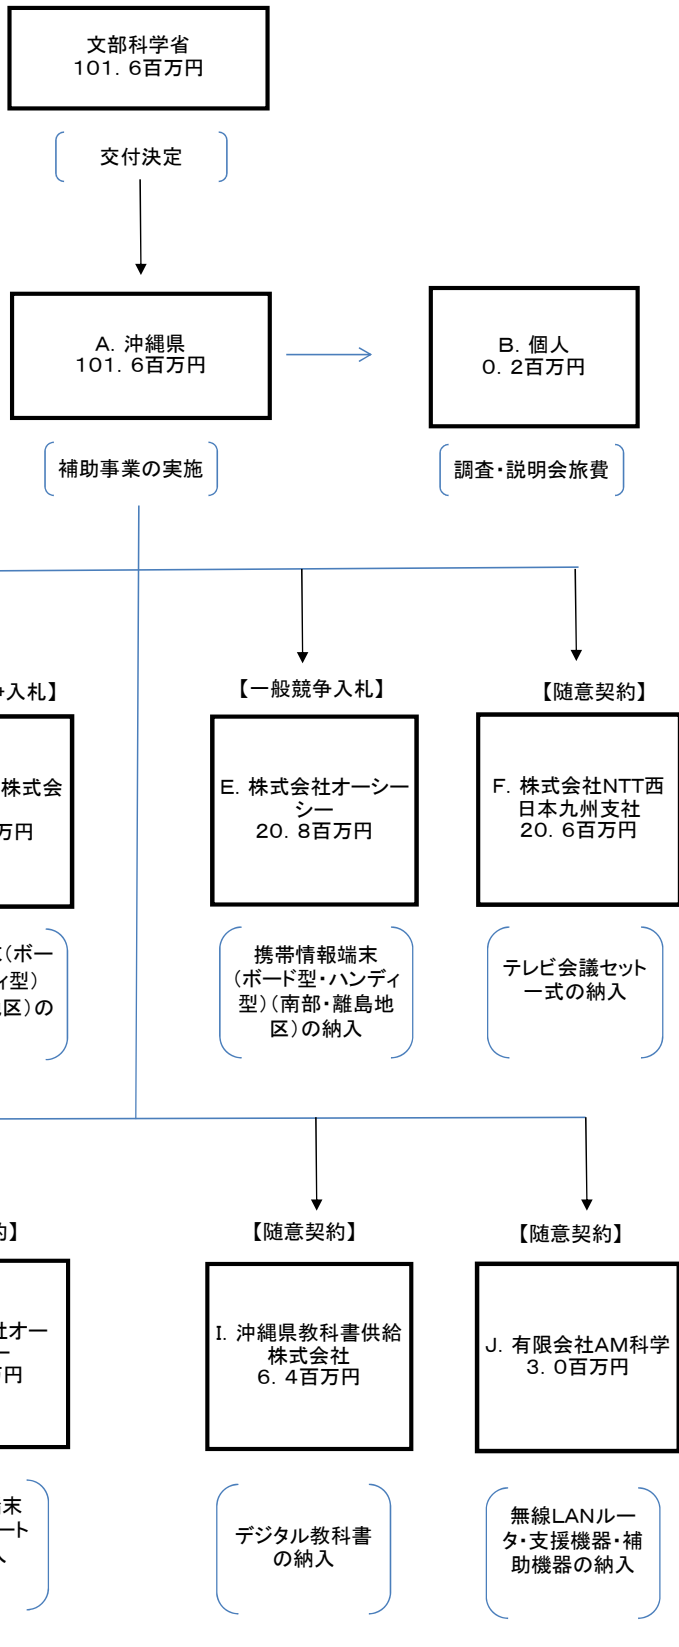 文部科学省
101．6百万円
交付決定
A．沖縄県
101．6百万円
B．個人
0．2百万円
補助事業の実施
調査・説明会旅費
入札】
【一般競争入札】
【随意契約】
株式会
万円
E．株式会社オーシー
シー
20．8百万円
F．株式会社NTT西
日本九州支社
20．6百万円
（ボー
ィ型）
区）の
携帯情報端末
（ボード型・ハンディ
型）（南部・離島地
区）の納入
テレビ会議セット
一式の納入
】
【随意契約】
【随意契約】
社オー
ー
円
I．沖縄県教科書供給
株式会社
6．4百万円
J．有限会社AM科学
3．0百万円
末
ート
デジタル教科書
の納入
無線LANルー
タ・支援機器・補
助機器の納入